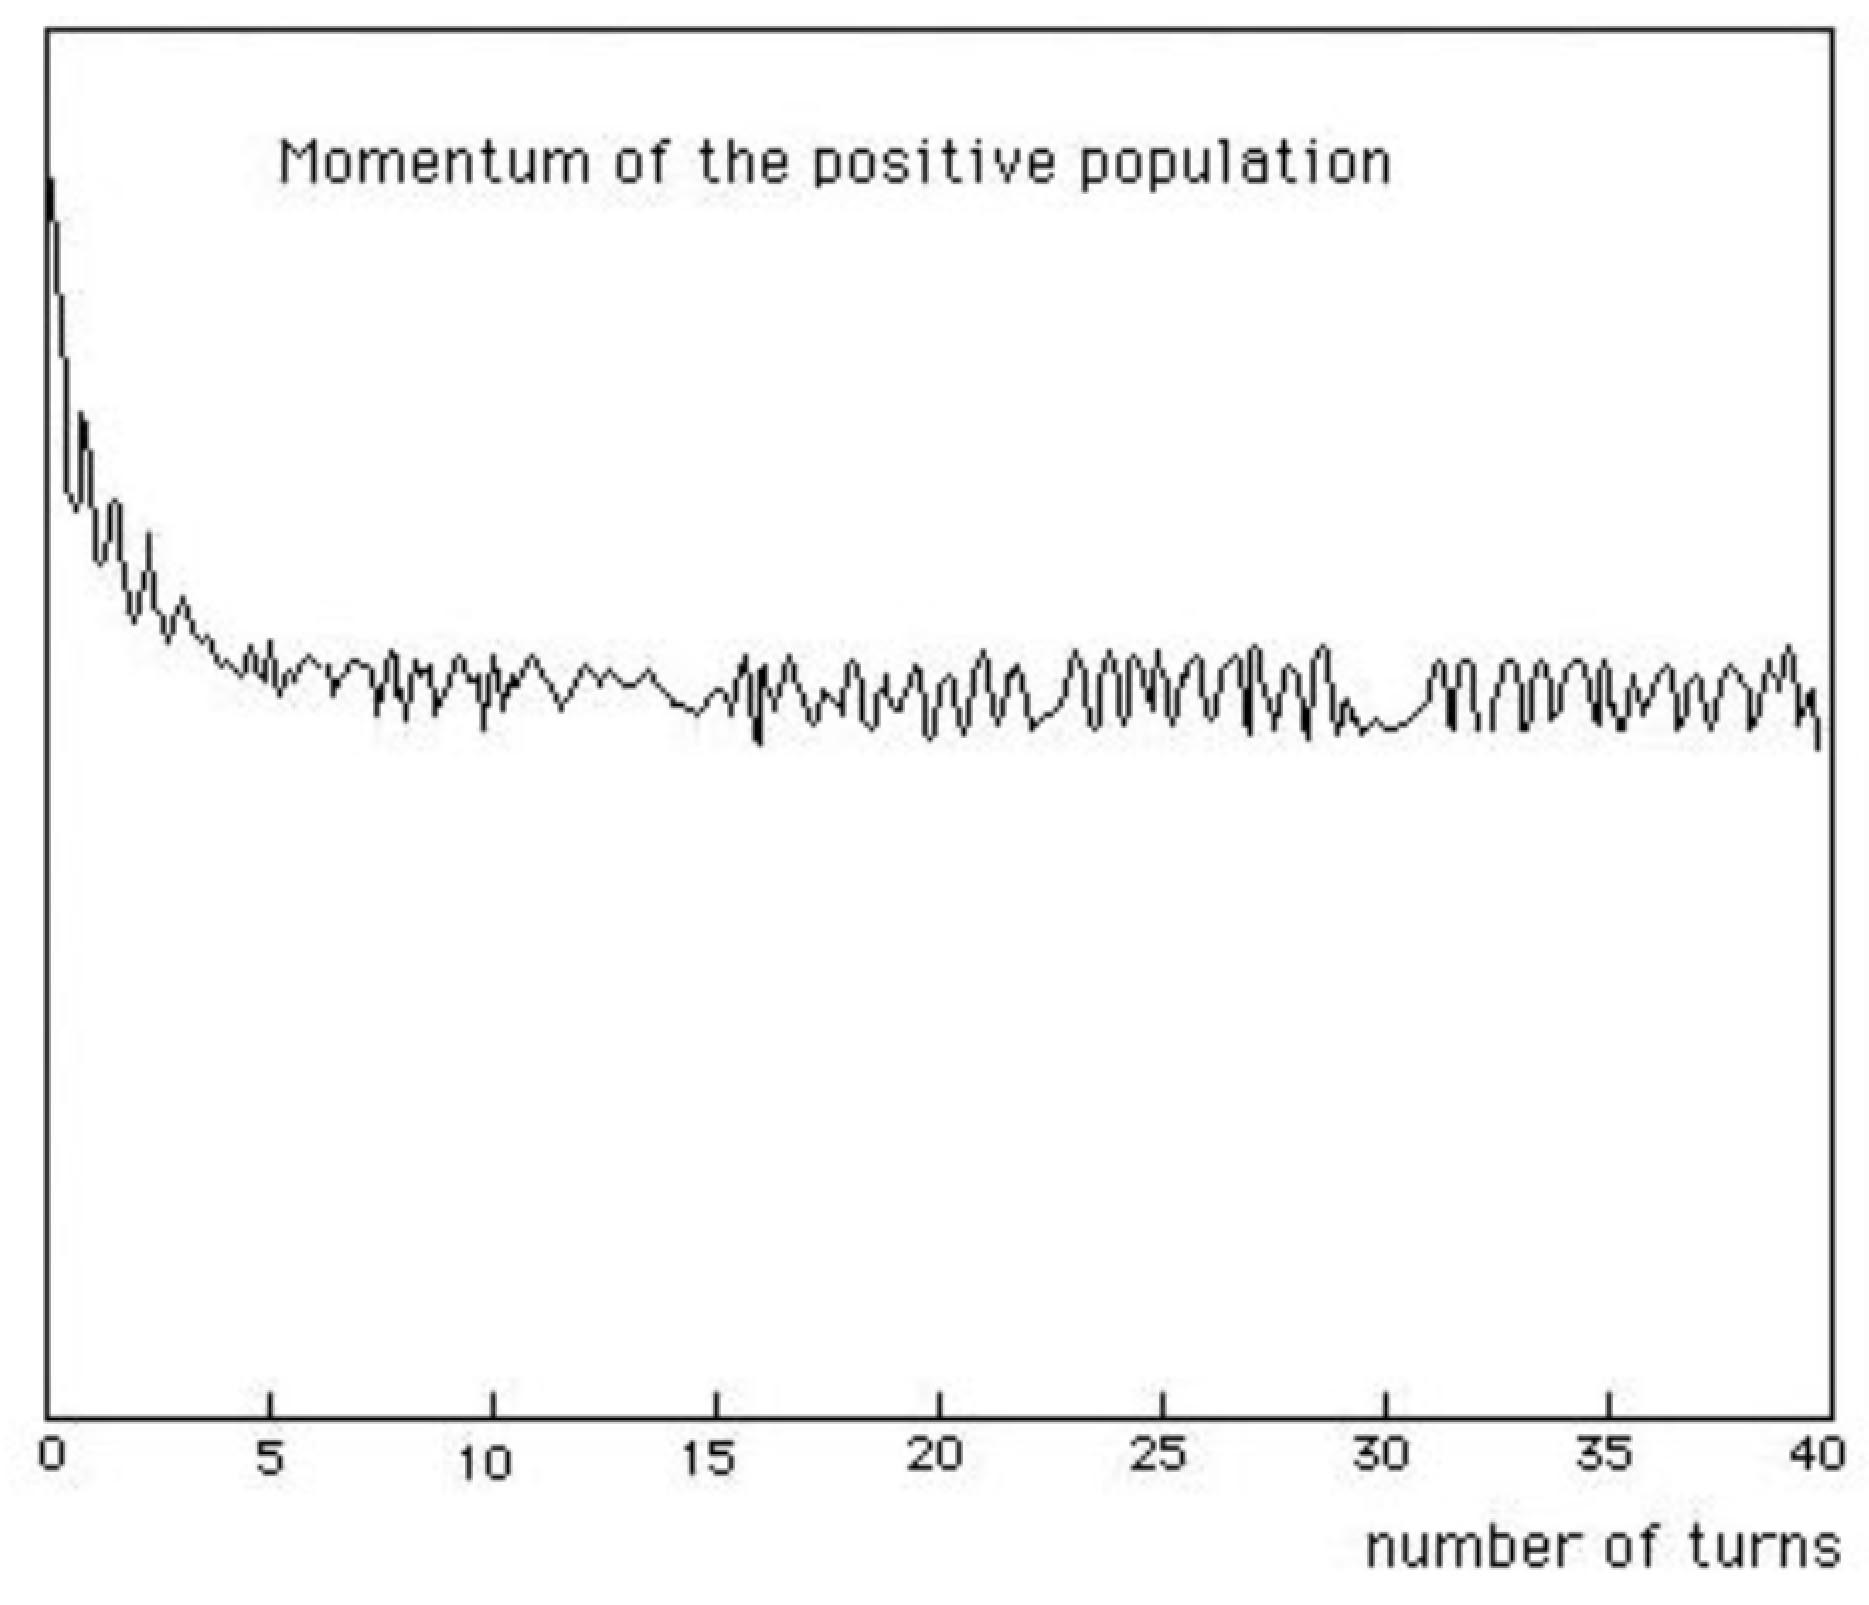 Momentum of the positive population
0 5 10 15 20 25 30 35 40
number of turns